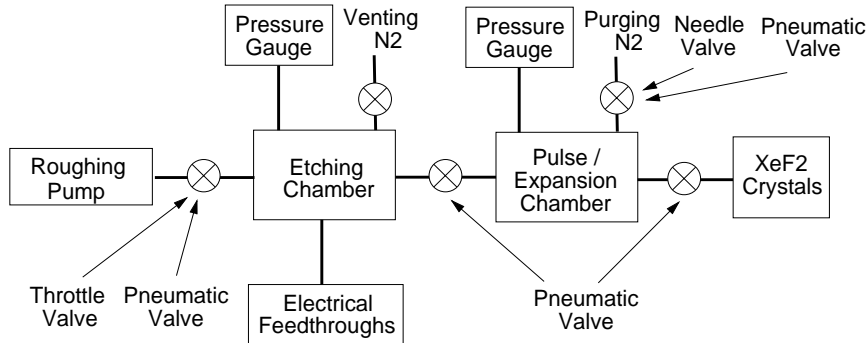 Pressure
Gauge
Venting
N2
Pressure
Gauge
Purging
N2
Needle
Valve
Pneumatic
Valve
Roughing
Pump
Etching
Chamber
Pulse /
Expansion
Chamber
XeF2
Crystals
Throttle
Valve
Pneumatic
Valve
Electrical
Feedthroughs
Pneumatic
Valve